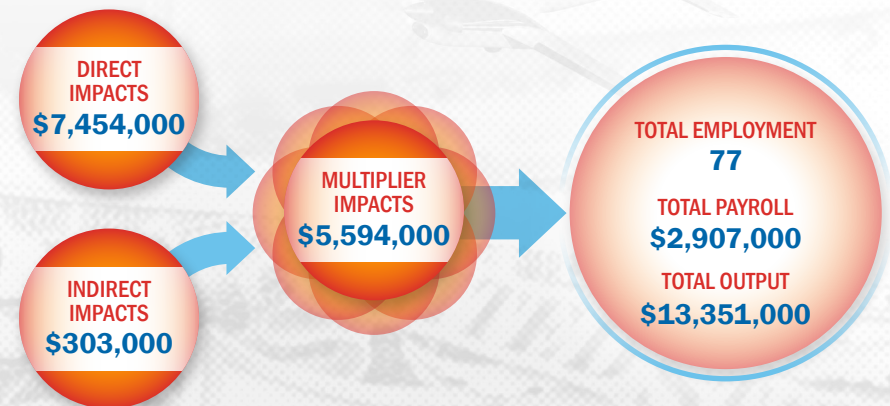 DIRECT
IMPACTS
$7,454,000
INDIRECT
IMPACTS
$303,000
MULTIPLIER
IMPACTS
$5,594,000
TOTAL EMPLOYMENT
77
TOTAL PAYROLL
$2,907,000
TOTAL OUTPUT
$13,351,000